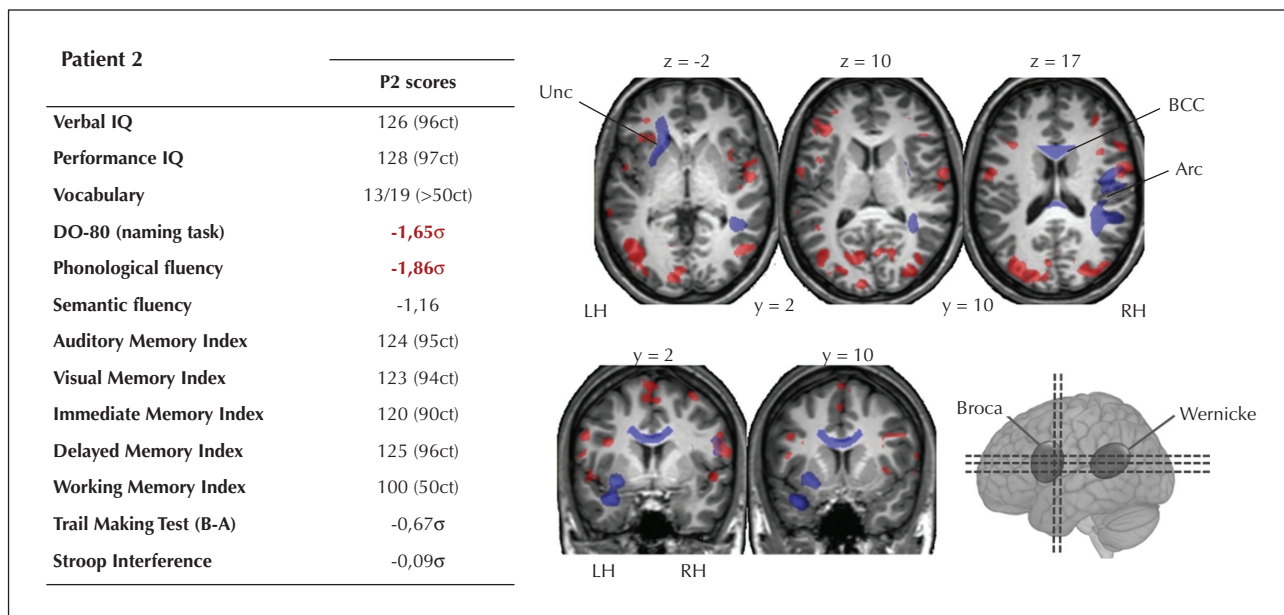 Patient 2
P2 scores
Verbal IQ 126 (96ct)
Performance IQ 128 (97ct)
Vocabulary 13/19 (>50ct)
DO-80 (naming task) -1,65σ
Phonological fluency -1,86σ
Semantic fluency -1,16
Auditory Memory Index 124 (95ct)
Visual Memory Index 123 (94ct)
Immediate Memory Index 120 (90ct)
Delayed Memory Index 125 (96ct)
Working Memory Index 100 (50ct)
Trail Making Test (B-A) -0,67σ
Stroop Interference -0,09σ
z = -2 z = 10 z = 17
Unc
BCC
Arc
LH y = 2 y = 10 RH
y = 2 y = 10
Broca Wernicke
LH RH